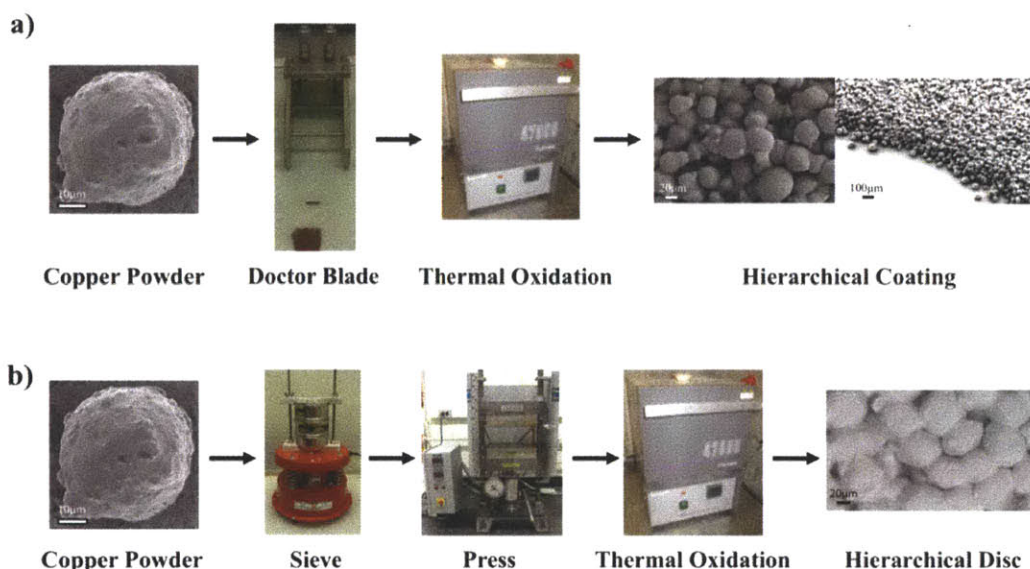 a)
10μm
20μm
100μm
Copper Powder Doctor Blade Thermal Oxidation Hierarchical Coating
b)
10μm
20μm
Copper Powder Sieve Press Thermal Oxidation Hierarchical Disc